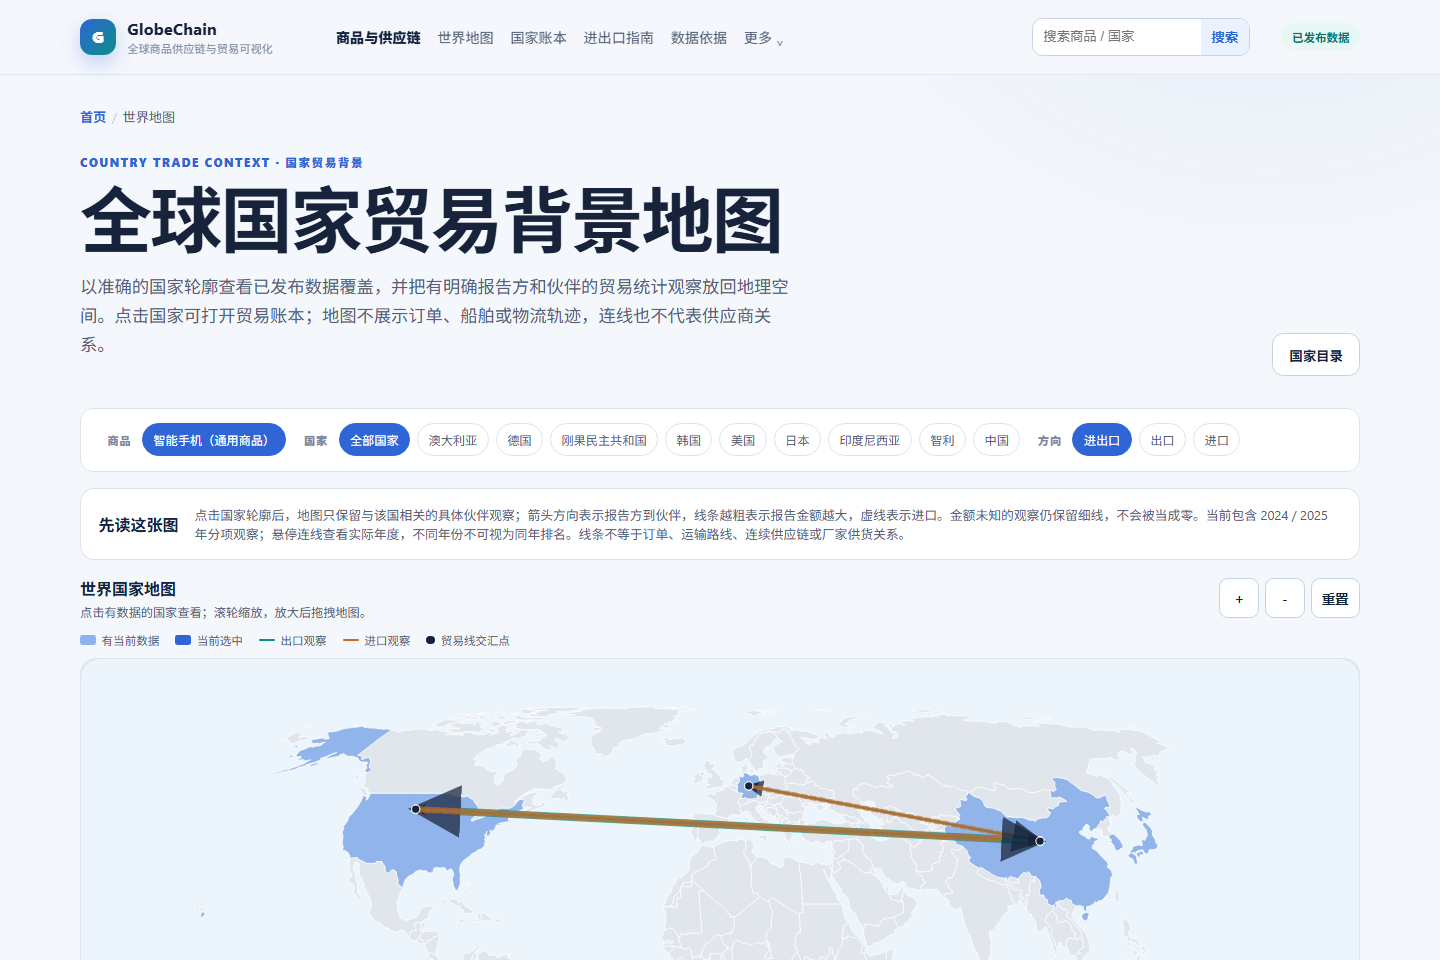 G
GlobeChain
全球商品供应链与贸易可视化
商品与供应链 世界地图 国家账本 进出口指南 数据依据 更多
搜索商品 / 国家 搜索
已发布数据
首页 / 世界地图
COUNTRY TRADE CONTEXT · 国家贸易背景
全球国家贸易背景地图
以准确的国家轮廓查看已发布数据覆盖，并把有明确报告方和伙伴的贸易统计观察放回地理空
间。点击国家可打开贸易账本；地图不展示订单、船舶或物流轨迹，连线也不代表供应商关
系。
国家目录
商品 智能手机（通用商品） 国家 全部国家 澳大利亚 德国 刚果民主共和国 韩国 美国 日本 印度尼西亚 智利 中国 方向 进出口 出口 进口
先读这张图
点击国家轮廓后，地图只保留与该国相关的具体伙伴观察；箭头方向表示报告方到伙伴，线条越粗表示报告金额越大，虚线表示进口。金额未知的观察仍保留细线，不会被当成零。当前包含 2024 / 2025
年分项观察；悬停连线查看实际年度，不同年份不可视为同年排名。线条不等于订单、运输路线、连续供应链或厂家供货关系。
世界国家地图
点击有数据的国家查看；滚轮缩放，放大后拖拽地图。
+ - 重置
有当前数据 当前选中 出口观察 进口观察 贸易线交汇点